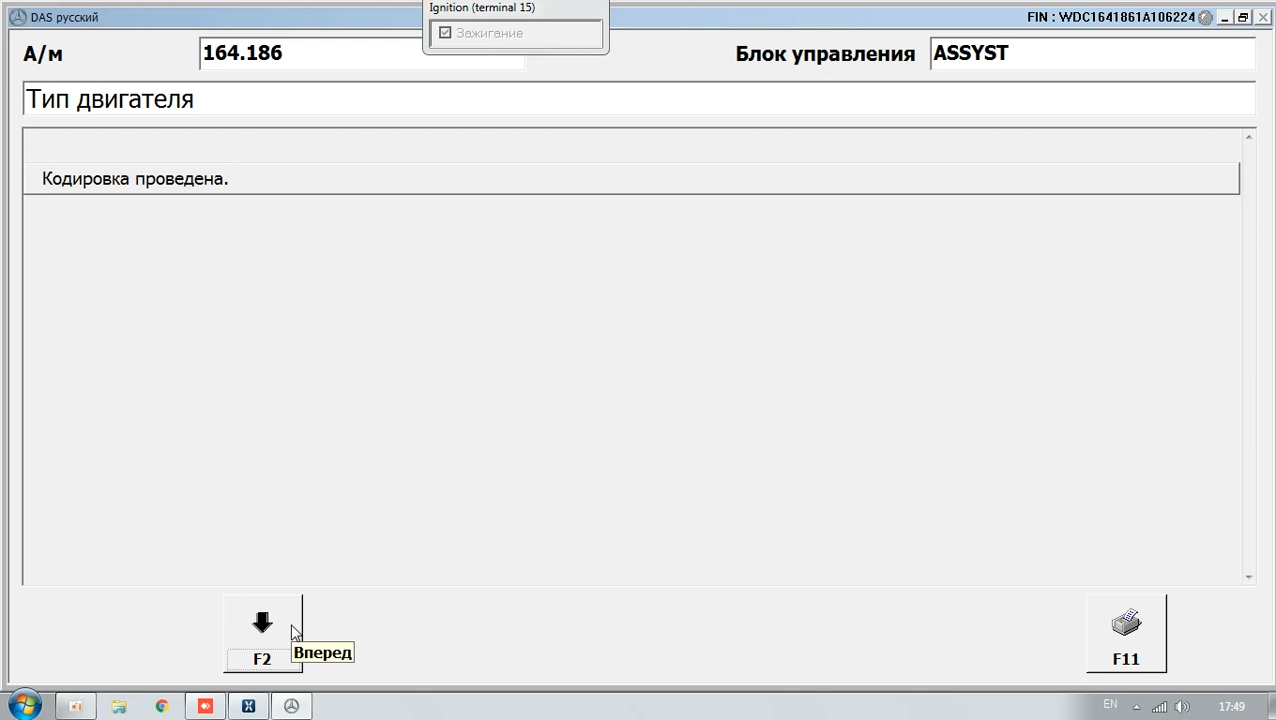 DAS русский
Ignition (terminal 15)
FIN : WDC1641861A106224
Зажигание
А/м
164.186
Блок управления
ASSYST
Тип двигателя
Кодировка проведена.
F2
Вперед
F11
EN
17:49